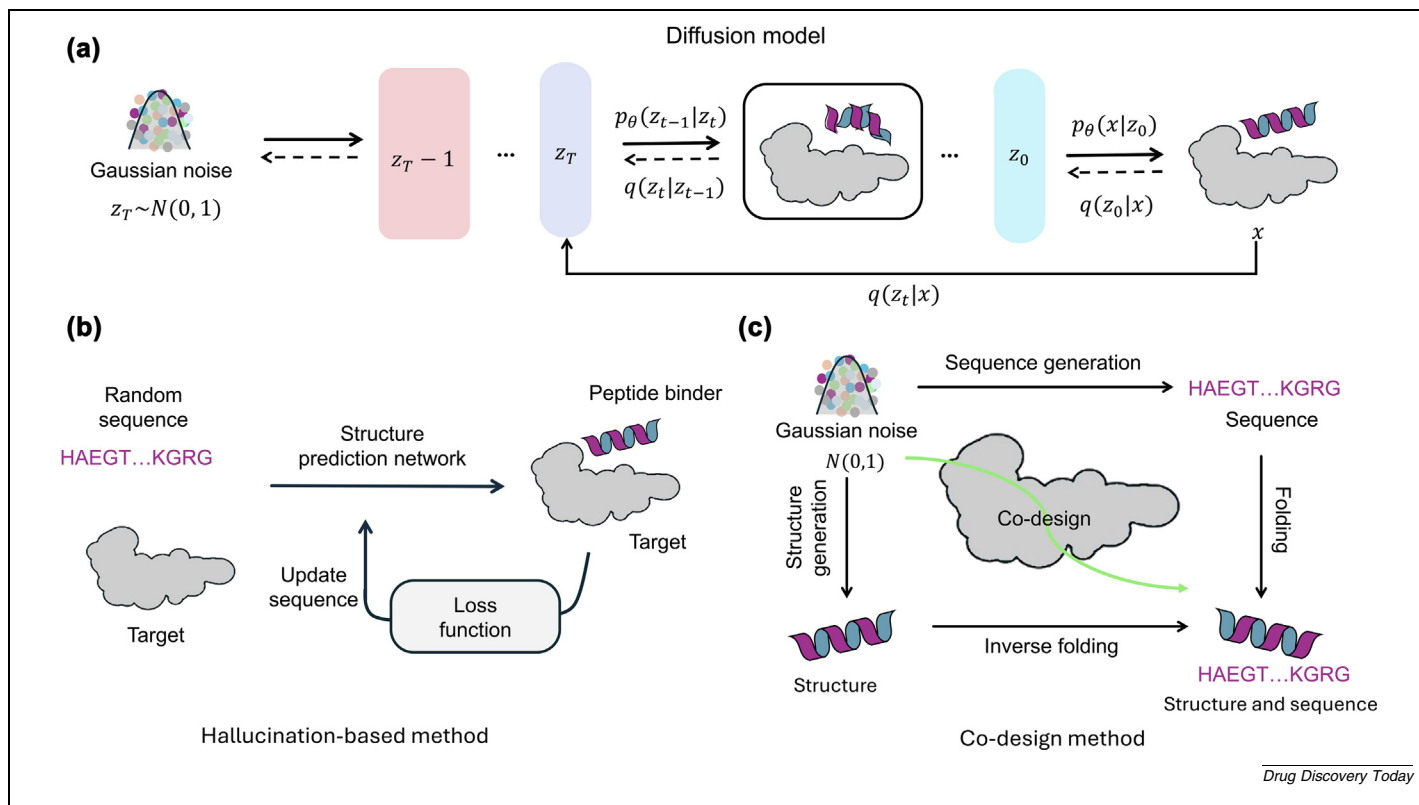 (a)
Diffusion model
Gaussian noise
z_T~N(0, 1)
z_T − 1
...
z_T
p_θ(z_{t−1}|z_t)
q(z_t|z_{t−1})
...
z_0
p_θ(x|z_0)
q(z_0|x)
x
q(z_t|x)
(b)
Random
sequence
HAEGT...KGRG
Target
Structure
prediction network
Update
sequence
Loss
function
Peptide binder
Target
Hallucination-based method
(c)
Gaussian noise
N(0,1)
Sequence generation
HAEGT...KGRG
Sequence
Structure
generation
Co-design
Folding
Structure
Inverse folding
HAEGT...KGRG
Structure and sequence
Co-design method
Drug Discovery Today